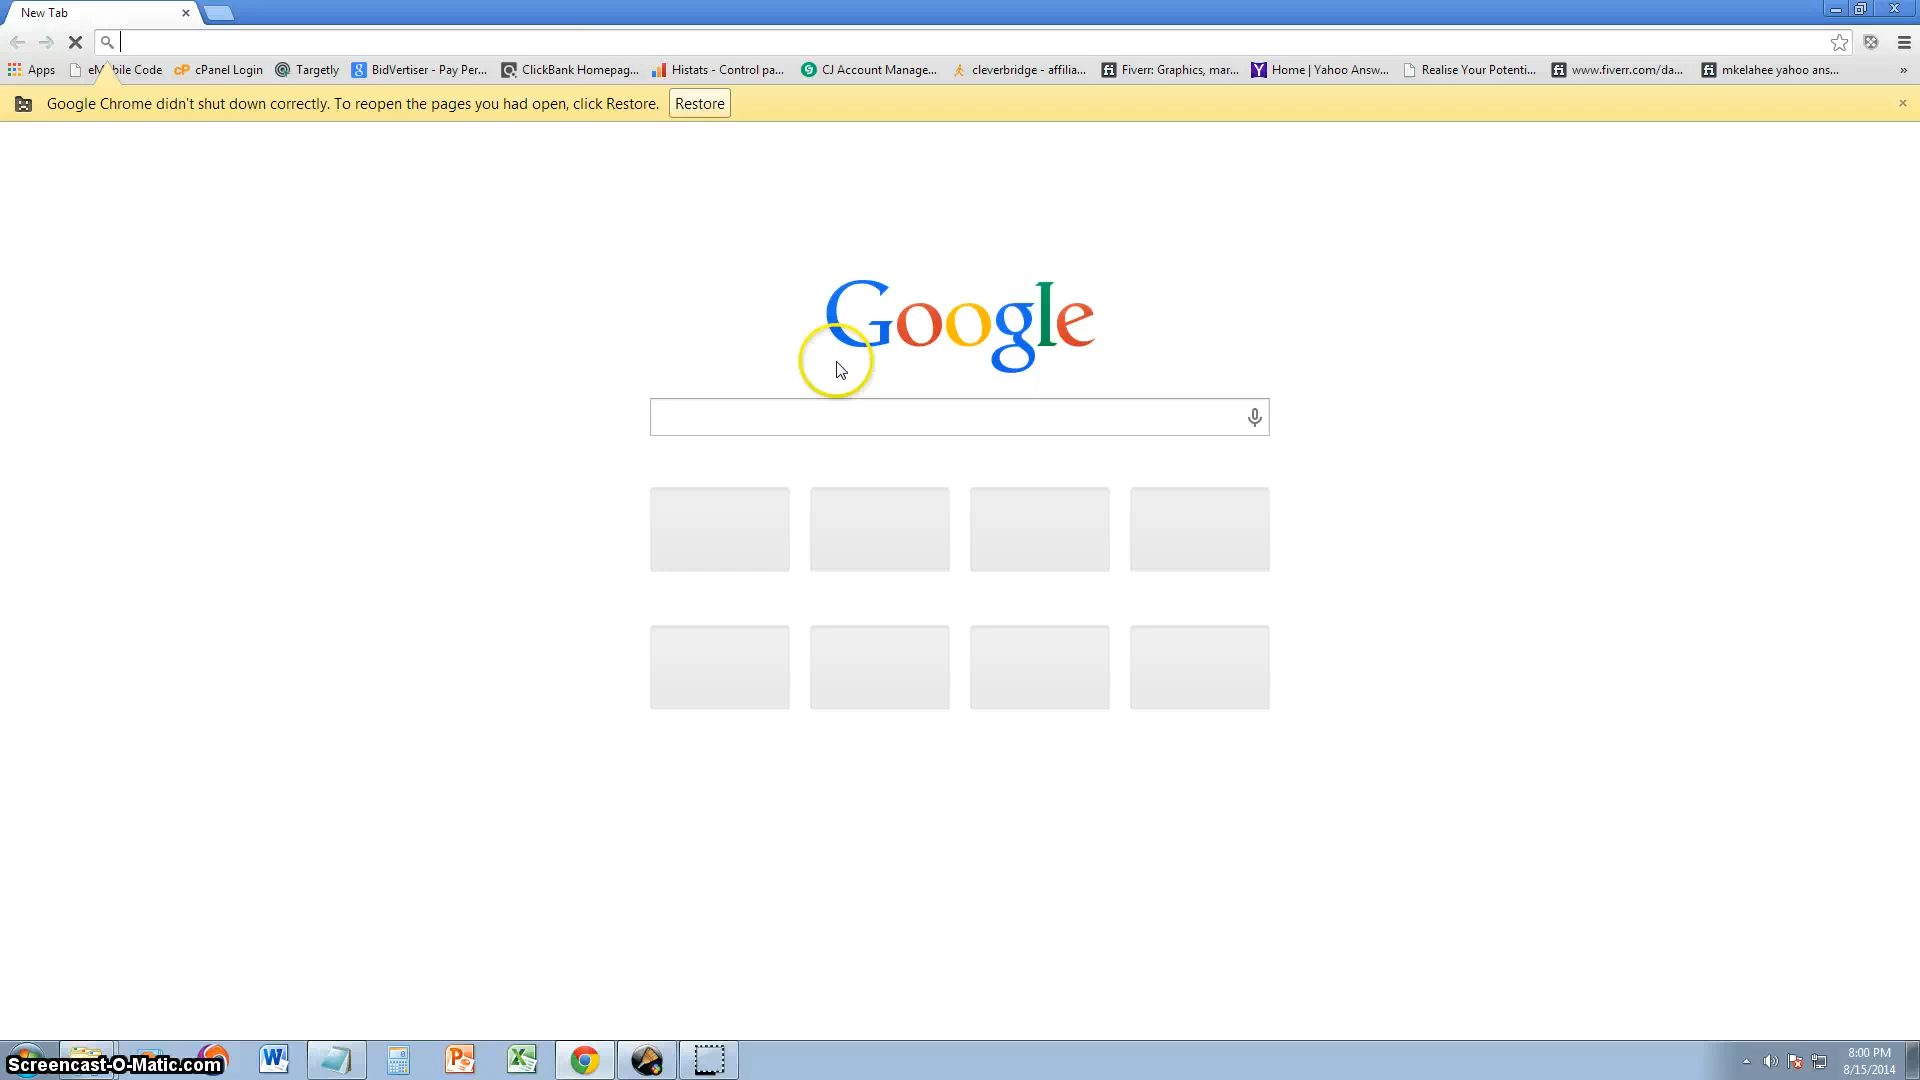 New Tab
Apps eMobile Code cPanel Login Targetly BidVertiser - Pay Per... ClickBank Homepag... Histats - Control pa... CJ Account Manage... cleverbridge - affilia... Fiverr: Graphics, mar... Home | Yahoo Answ... Realise Your Potenti... www.fiverr.com/da... mkelahee yahoo ans... »
Google Chrome didn't shut down correctly. To reopen the pages you had open, click Restore. Restore
Google
8:00 PM
Screencast-O-Matic.com
8/15/2014